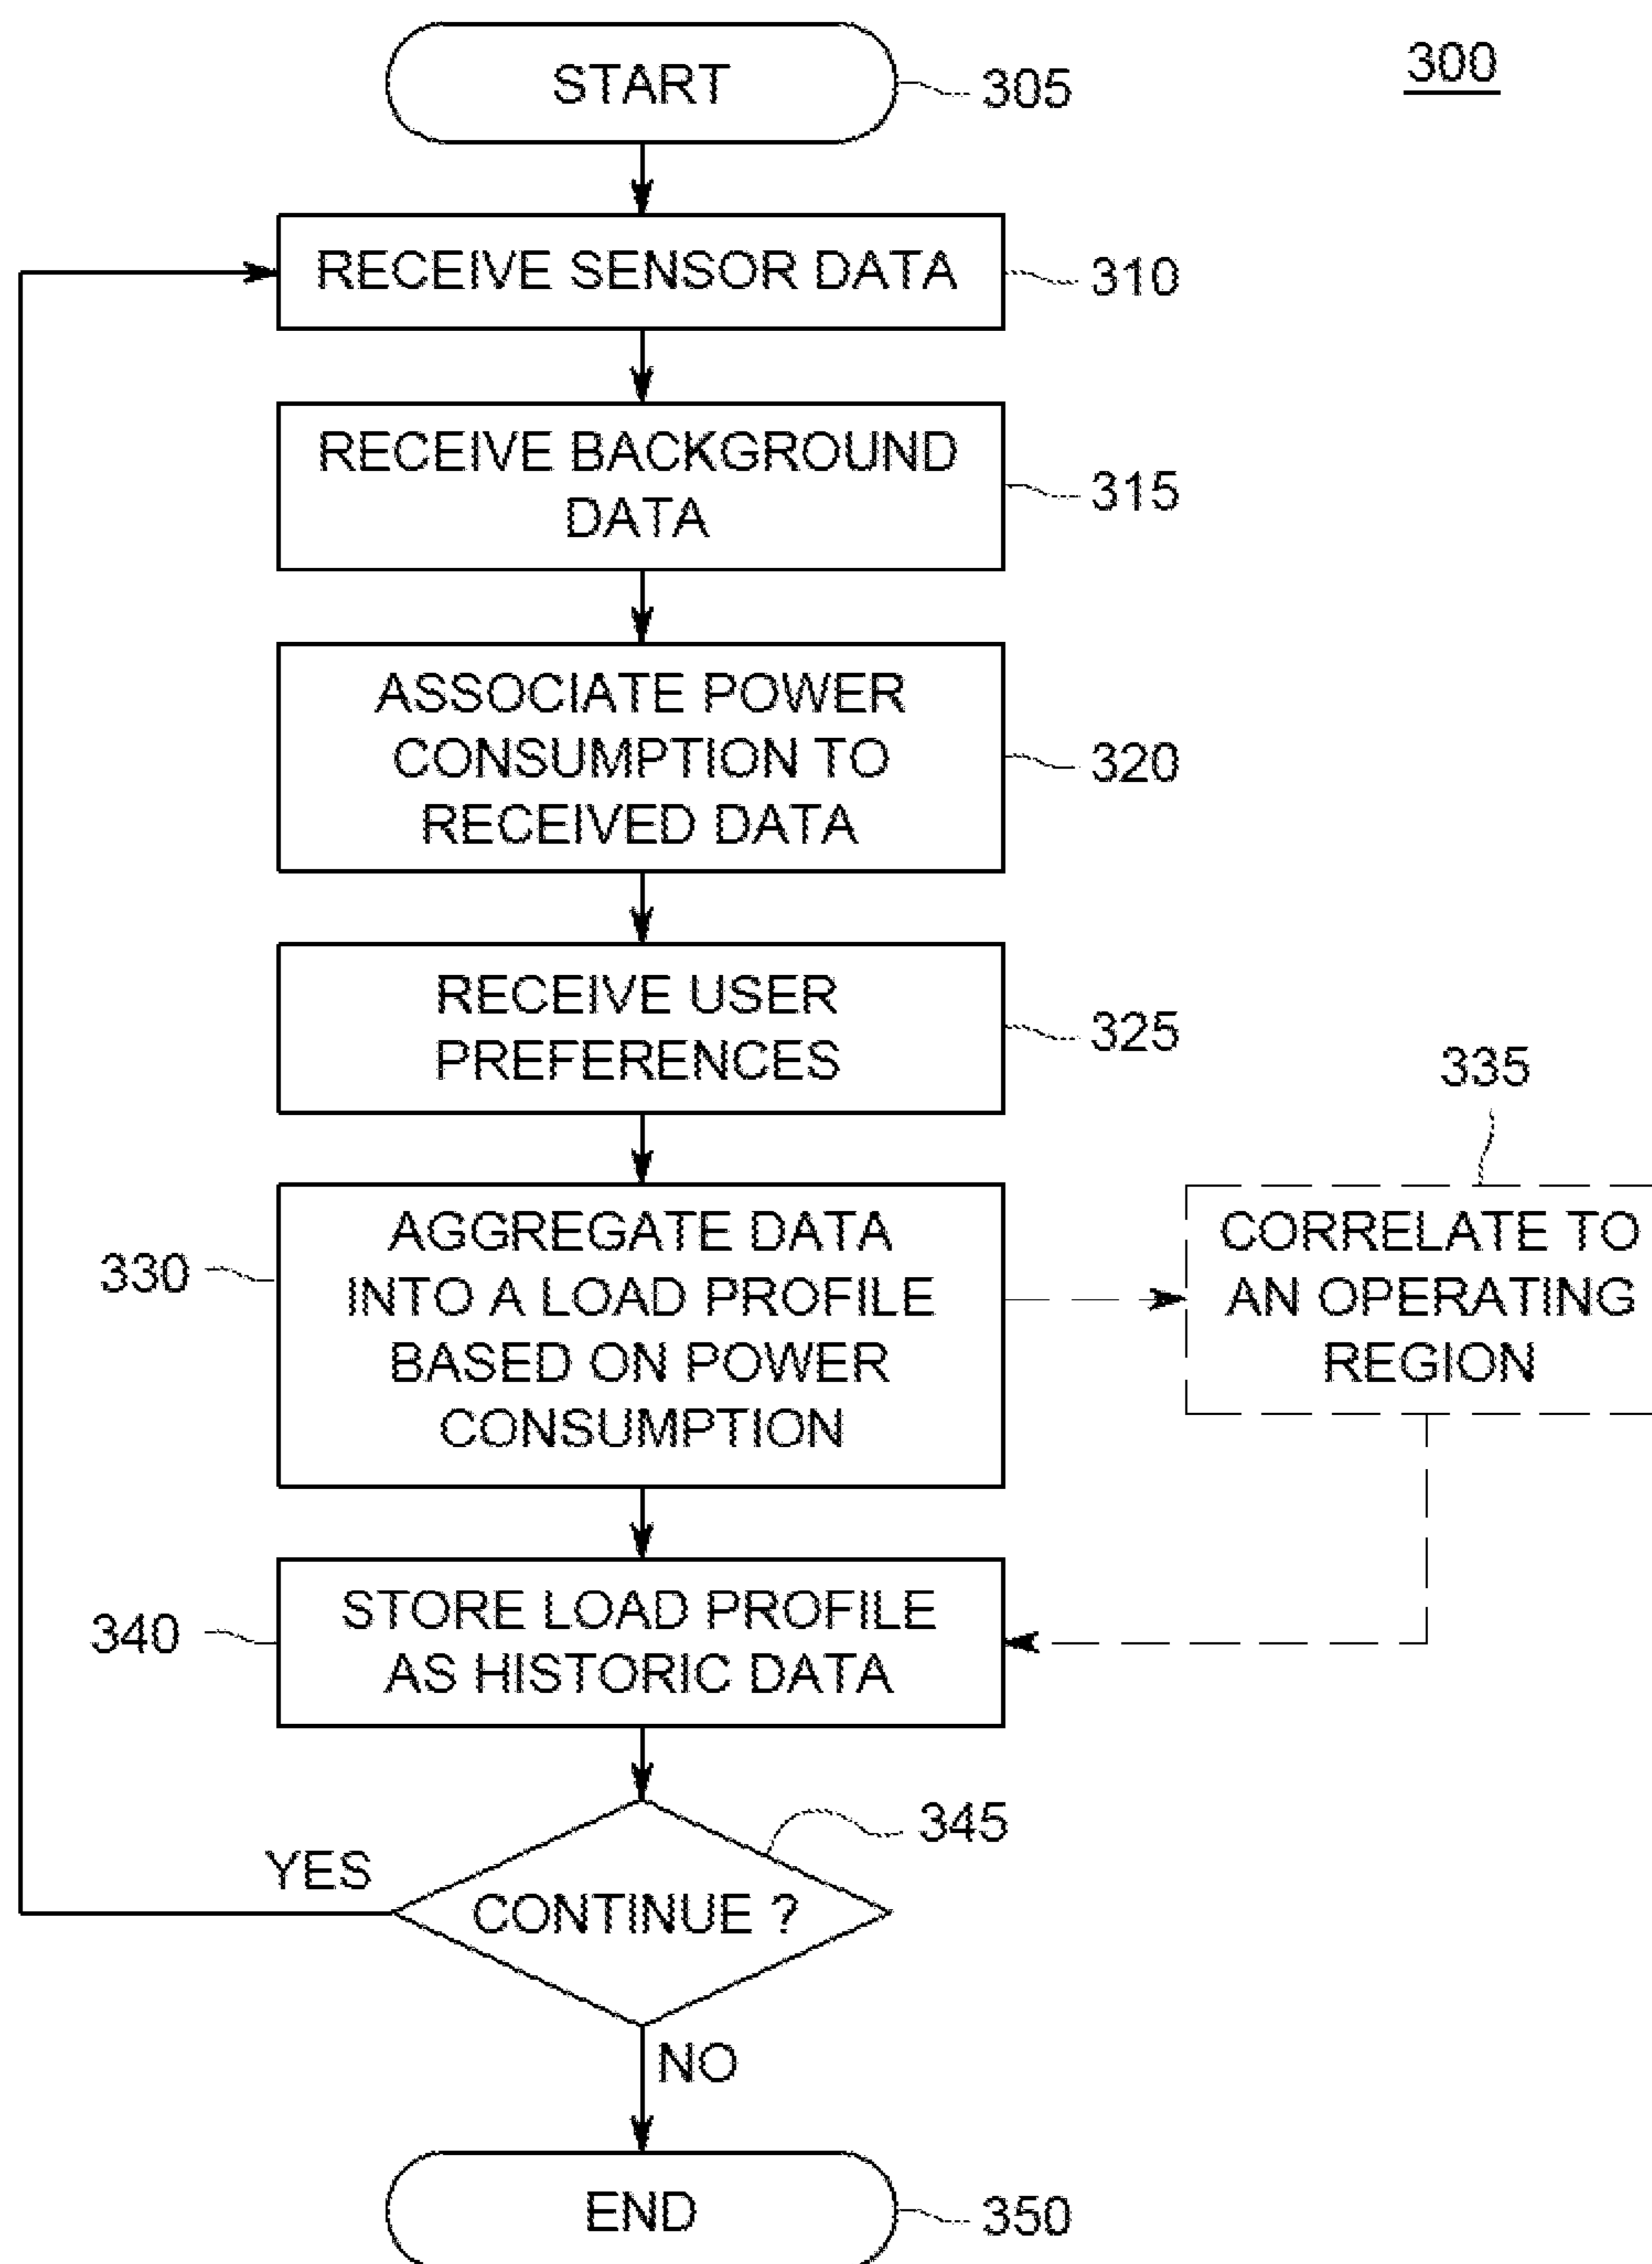 300
START
305
RECEIVE SENSOR DATA
310
RECEIVE BACKGROUND
DATA
315
ASSOCIATE POWER
CONSUMPTION TO
RECEIVED DATA
320
RECEIVE USER
PREFERENCES
325
330
AGGREGATE DATA
INTO A LOAD PROFILE
BASED ON POWER
CONSUMPTION
335
CORRELATE TO
AN OPERATING
REGION
340
STORE LOAD PROFILE
AS HISTORIC DATA
345
YES
CONTINUE ?
NO
END
350